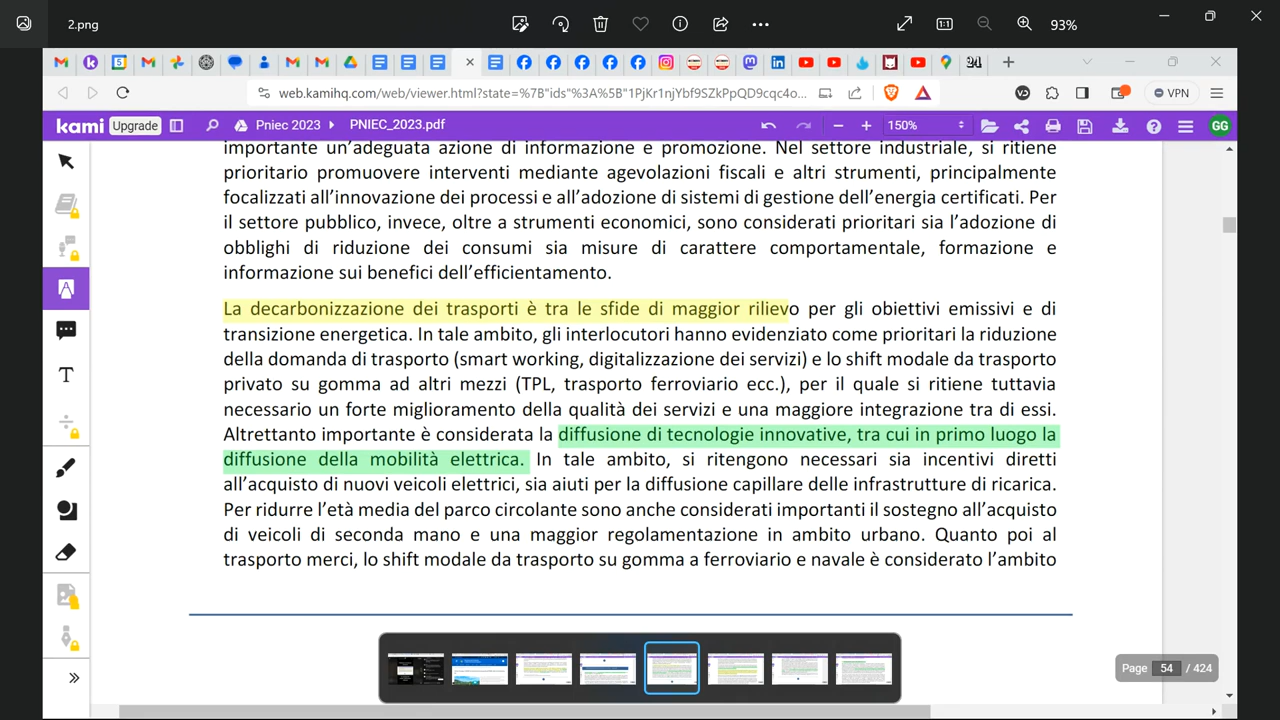 2.png
93%
web.kamihq.com/web/viewer.html?state=%7B"ids"%3A%5B"1PjKr1njYbf9SZkPpQD9cqc4o...
VPN
kami
Upgrade
Pniec 2023
PNIEC_2023.pdf
150%
GG
importante un'adeguata azione di informazione e promozione. Nel settore industriale, si ritiene
prioritario promuovere interventi mediante agevolazioni fiscali e altri strumenti, principalmente
focalizzati all'innovazione dei processi e all'adozione di sistemi di gestione dell'energia certificati. Per
il settore pubblico, invece, oltre a strumenti economici, sono considerati prioritari sia l'adozione di
obblighi di riduzione dei consumi sia misure di carattere comportamentale, formazione e
informazione sui benefici dell'efficientamento.
La decarbonizzazione dei trasporti è tra le sfide di maggior rilievo per gli obiettivi emissivi e di
transizione energetica. In tale ambito, gli interlocutori hanno evidenziato come prioritari la riduzione
della domanda di trasporto (smart working, digitalizzazione dei servizi) e lo shift modale da trasporto
privato su gomma ad altri mezzi (TPL, trasporto ferroviario ecc.), per il quale si ritiene tuttavia
necessario un forte miglioramento della qualità dei servizi e una maggiore integrazione tra di essi.
Altrettanto importante è considerata la diffusione di tecnologie innovative, tra cui in primo luogo la
diffusione della mobilità elettrica. In tale ambito, si ritengono necessari sia incentivi diretti
all'acquisto di nuovi veicoli elettrici, sia aiuti per la diffusione capillare delle infrastrutture di ricarica.
Per ridurre l'età media del parco circolante sono anche considerati importanti il sostegno all'acquisto
di veicoli di seconda mano e una maggior regolamentazione in ambito urbano. Quanto poi al
trasporto merci, lo shift modale da trasporto su gomma a ferroviario e navale è considerato l'ambito
Page 54 / 424